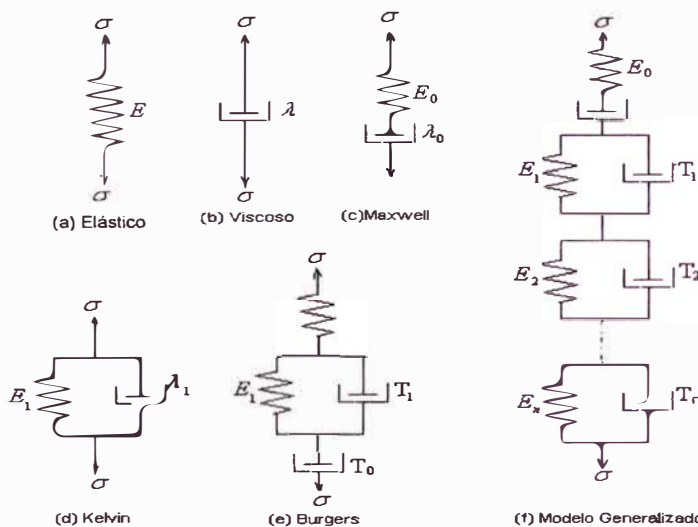 σ
E
σ
(a) Elástico
σ
λ
σ
(b) Viscoso
σ
E₀
λ₀
(c)Maxwell
σ
E₁
λ₁
σ
(d) Kelvin
σ
E₁
T₁
T₀
σ
(e) Burgers
σ
E₀
E₁
T₁
E₂
T₂
Eₙ
σ
(f) Modelo Generalizado